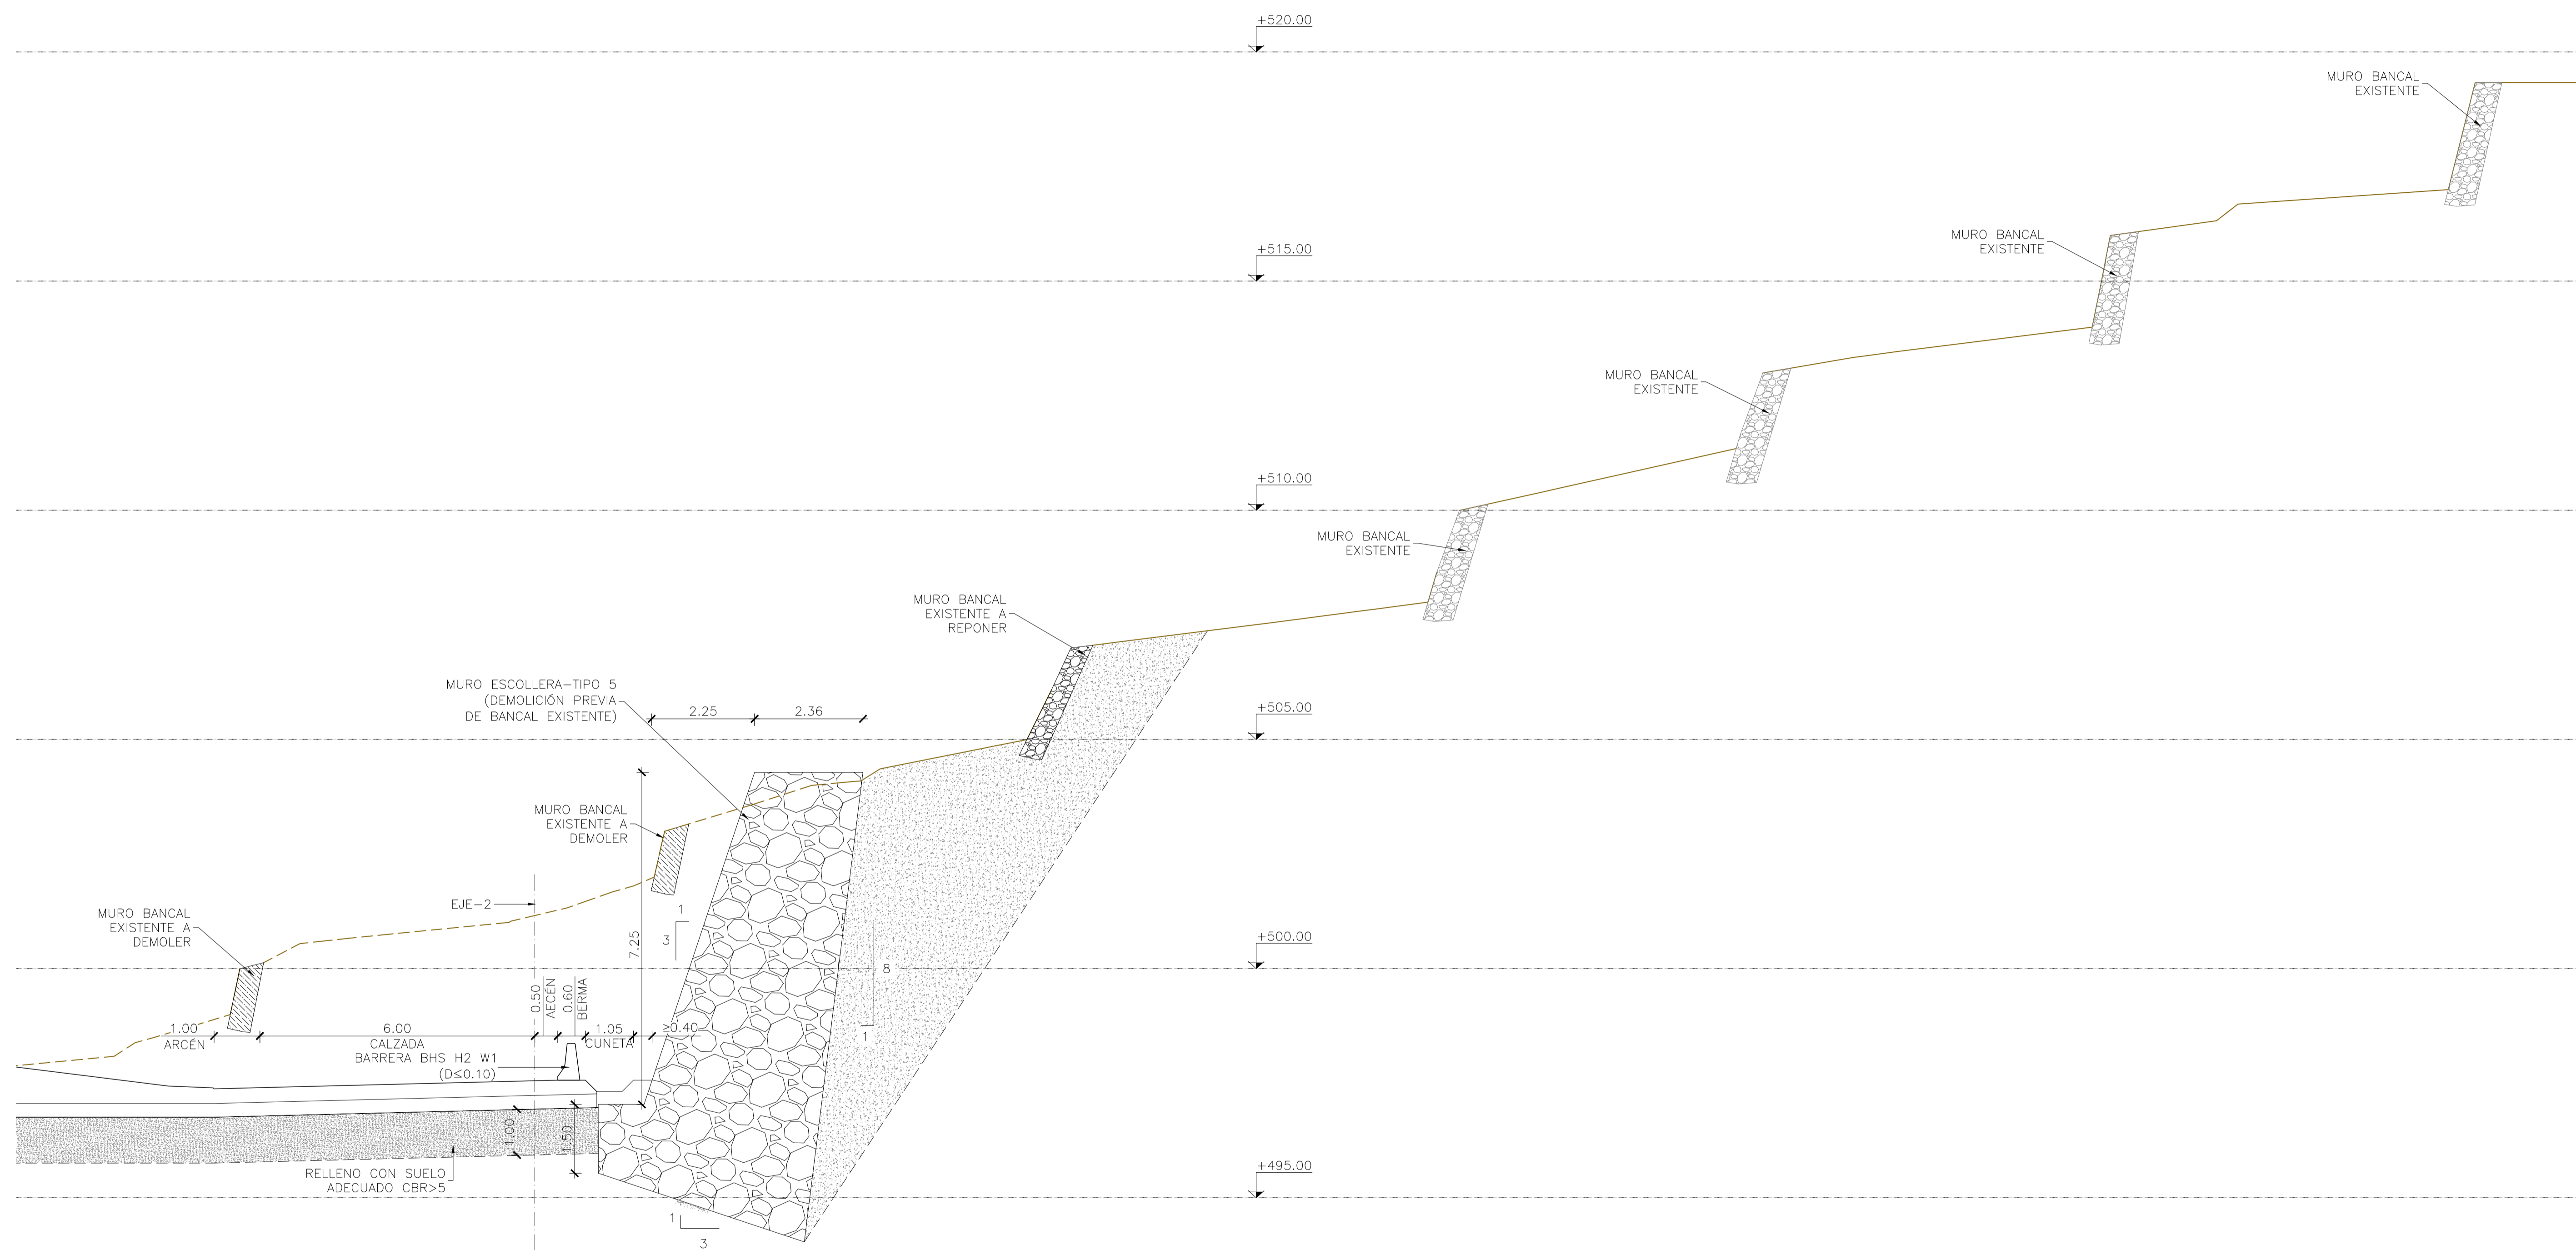 +520.00
MURO BANCAL
EXISTENTE
+515.00
MURO BANCAL
EXISTENTE
MURO BANCAL
EXISTENTE
+510.00
MURO BANCAL
EXISTENTE
MURO BANCAL
EXISTENTE A
REPONER
MURO ESCOLLERA-TIPO 5
(DEMOLICIÓN PREVIA
DE BANCAL EXISTENTE)
2.25
2.36
+505.00
MURO BANCAL
EXISTENTE A
DEMOLER
7.25
EJE-2
1
3
MURO BANCAL
EXISTENTE A
DEMOLER
+500.00
8
1
0.50
AECÉN
0.60
BERMA
1.00
ARCÉN
6.00
CALZADA
1.05
CUNETA
≥0.40
BARRERA BHS H2 W1
(D≤0.10)
1.00
1.50
RELLENO CON SUELO
ADECUADO CBR>5
+495.00
1
3